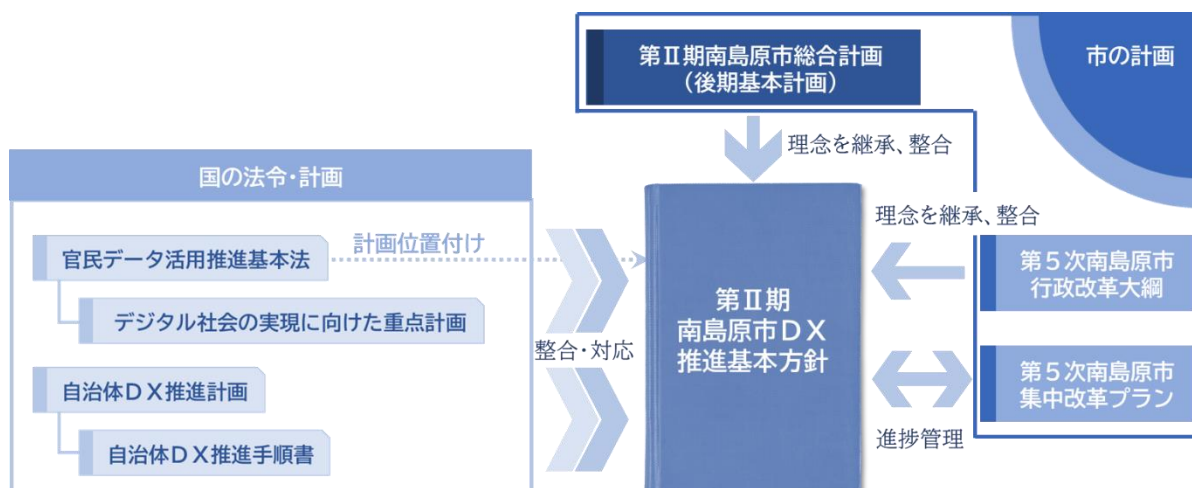 第Ⅱ期南島原市総合計画
（後期基本計画）
市の計画
理念を継承、整合
国の法令・計画
官民データ活用推進基本法
計画位置付け
デジタル社会の実現に向けた重点計画
整合・対応
自治体ＤＸ推進計画
自治体ＤＸ推進手順書
第Ⅱ期
南島原市ＤＸ
推進基本方針
理念を継承、整合
第５次南島原市
行政改革大綱
第５次南島原市
集中改革プラン
進捗管理